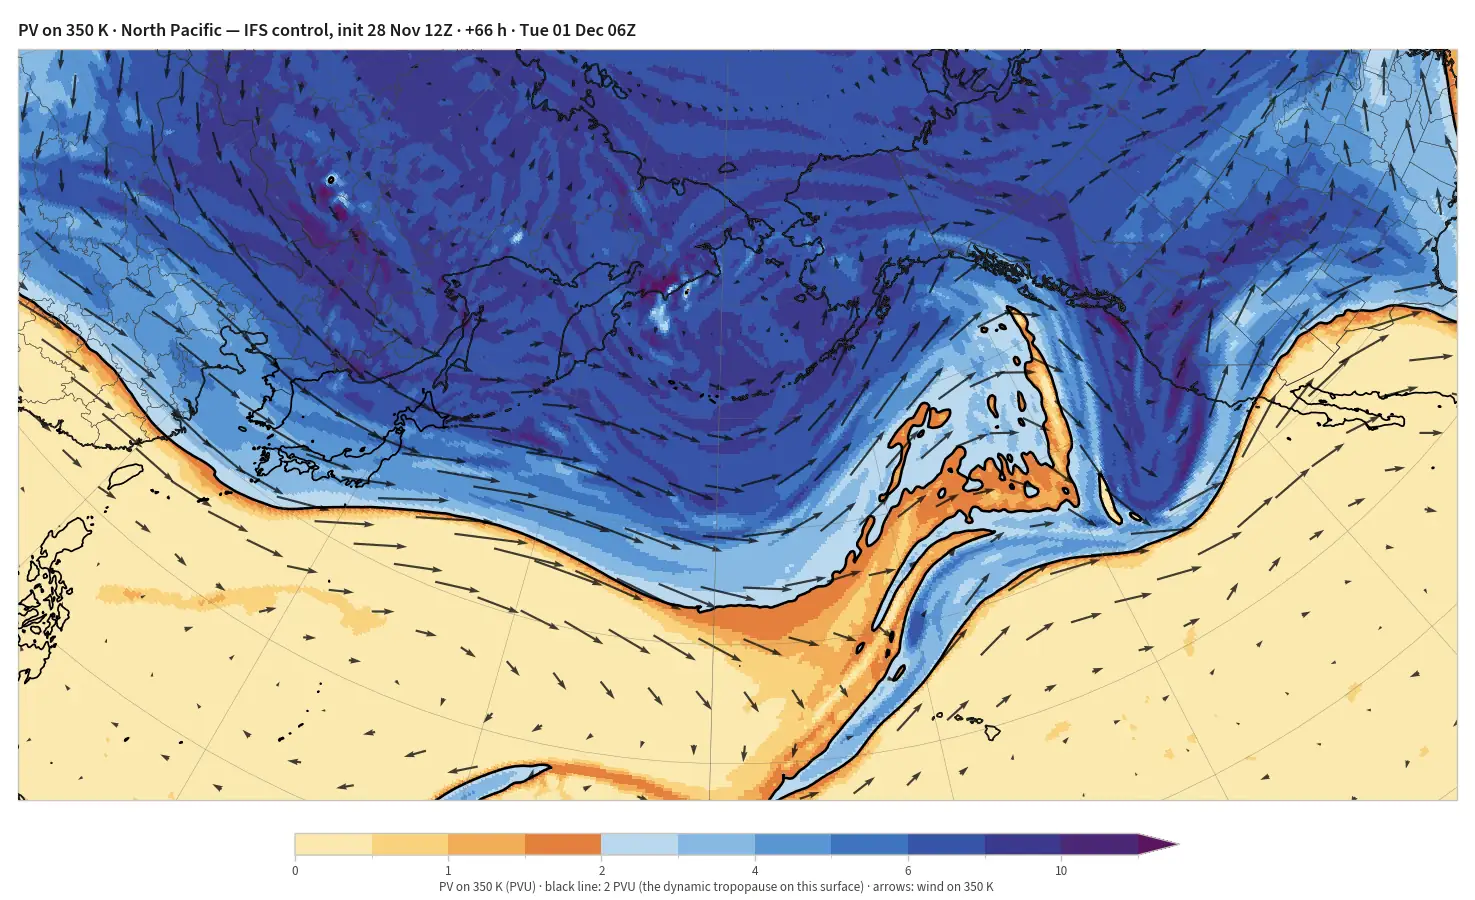 PV on 350 K · North Pacific — IFS control, init 28 Nov 12Z · +66 h · Tue 01 Dec 06Z
0 1 2 4 6 10
PV on 350 K (PVU) · black line: 2 PVU (the dynamic tropopause on this surface) · arrows: wind on 350 K